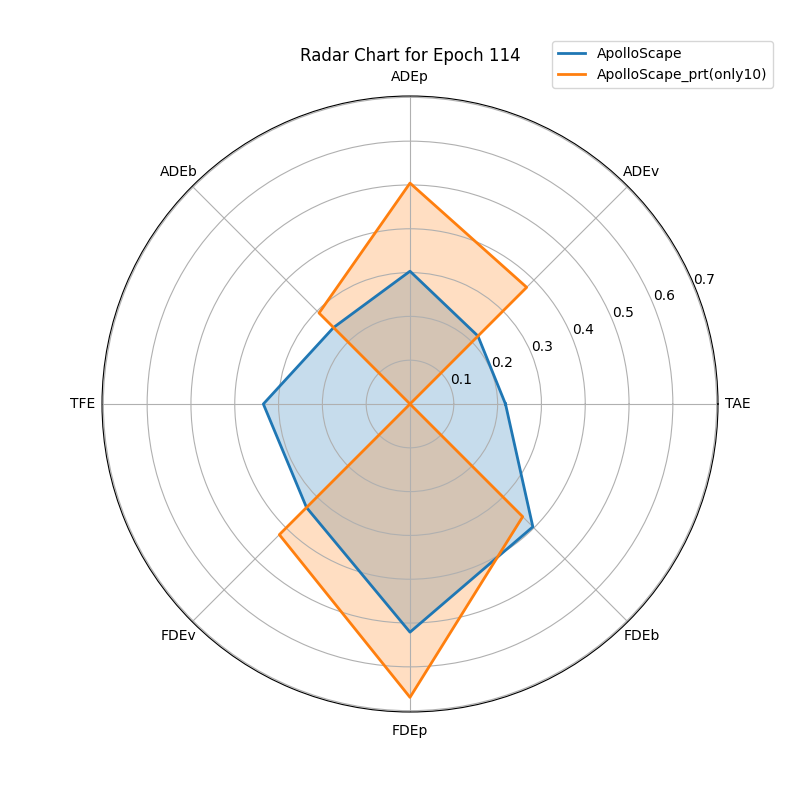 Radar Chart for Epoch 114
ApolloScape
ApolloScape_prt(only10)
ADEp
ADEb
ADEv
0.7
0.6
0.5
0.4
0.3
0.2
0.1
TFE
TAE
FDEv
FDEb
FDEp